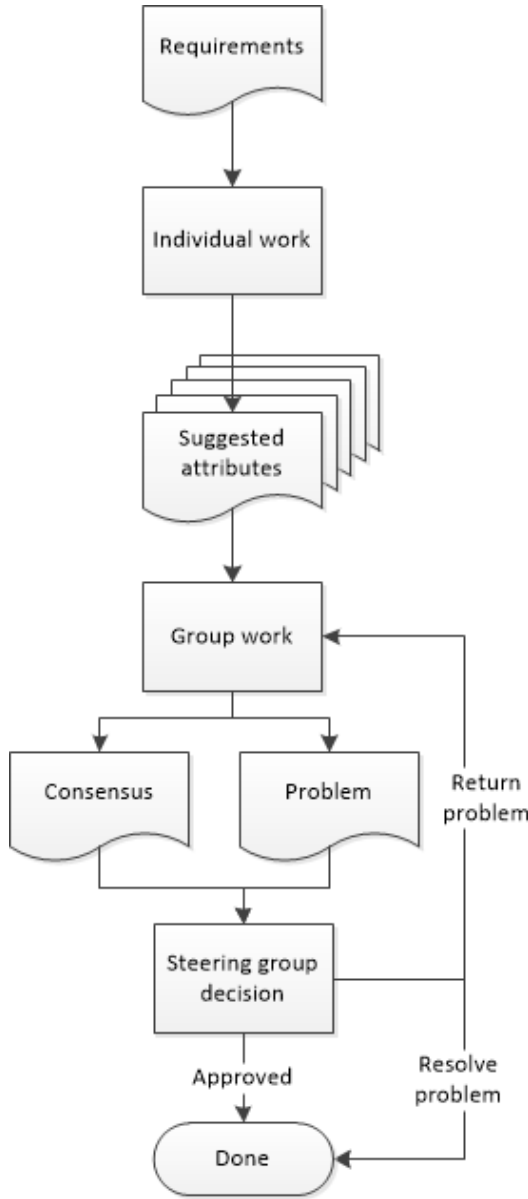 Requirements
Individual work
Suggested
attributes
Group work
Consensus
Problem
Return
problem
Steering group
decision
Approved
Resolve
problem
Done